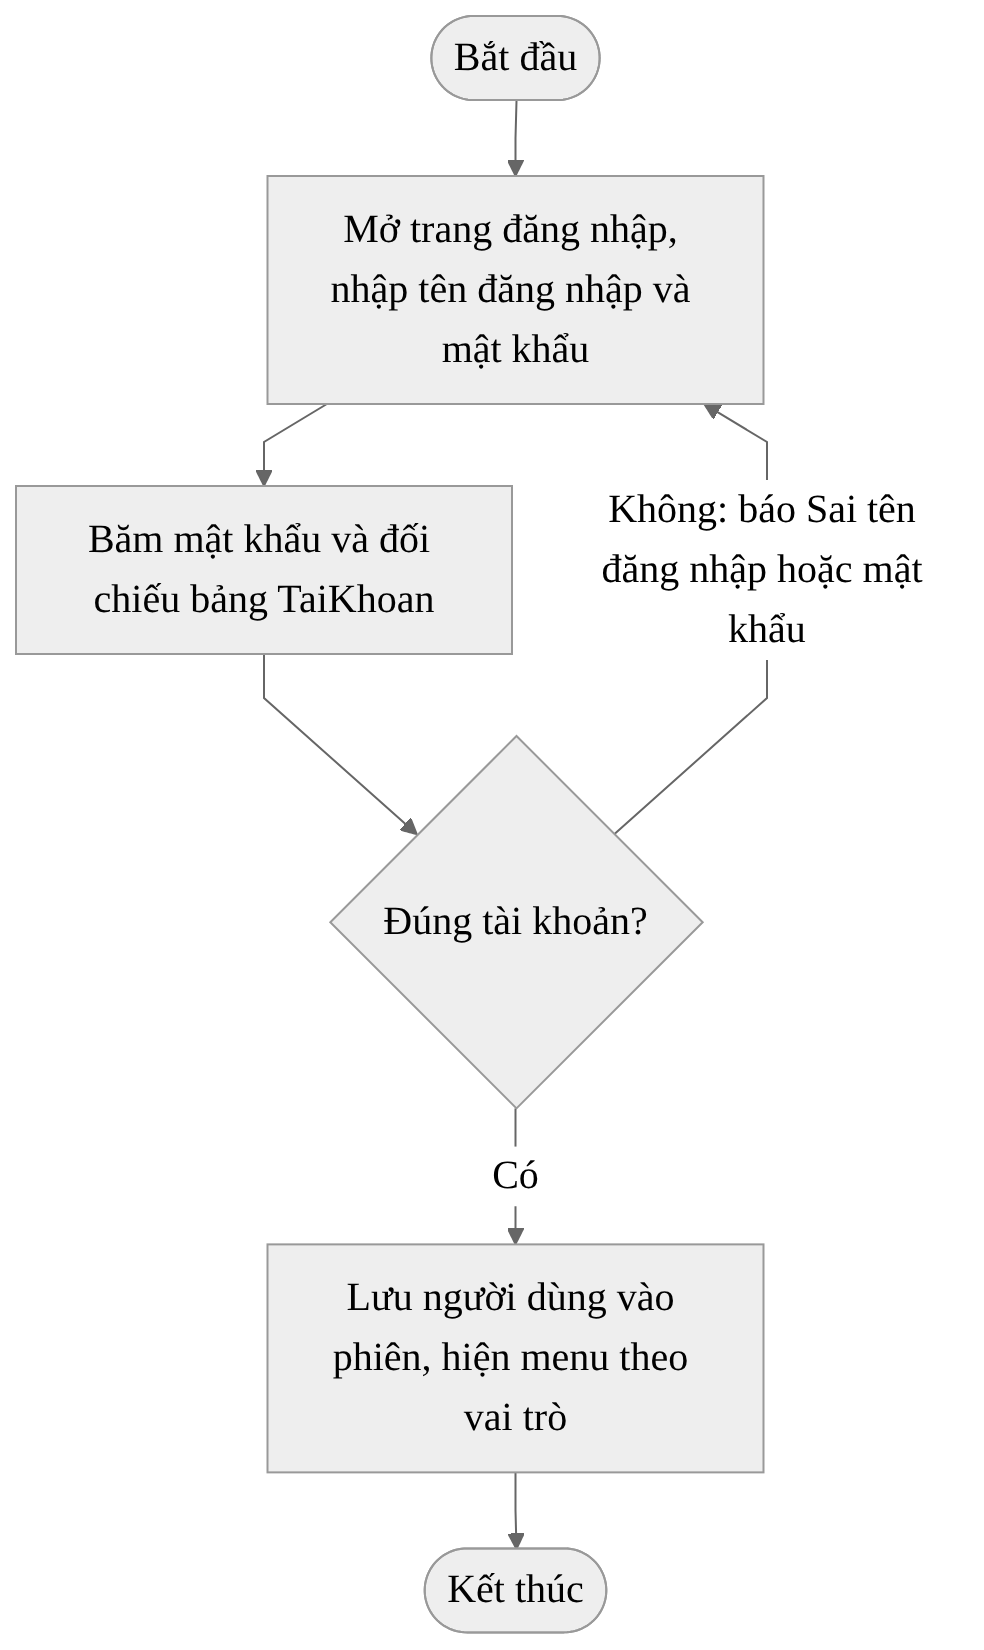 Bắt đầu
Mở trang đăng nhập,
nhập tên đăng nhập và
mật khẩu
Băm mật khẩu và đối
chiếu bảng TaiKhoan
Không: báo Sai tên
đăng nhập hoặc mật
khẩu
Đúng tài khoản?
Có
Lưu người dùng vào
phiên, hiện menu theo
vai trò
Kết thúc